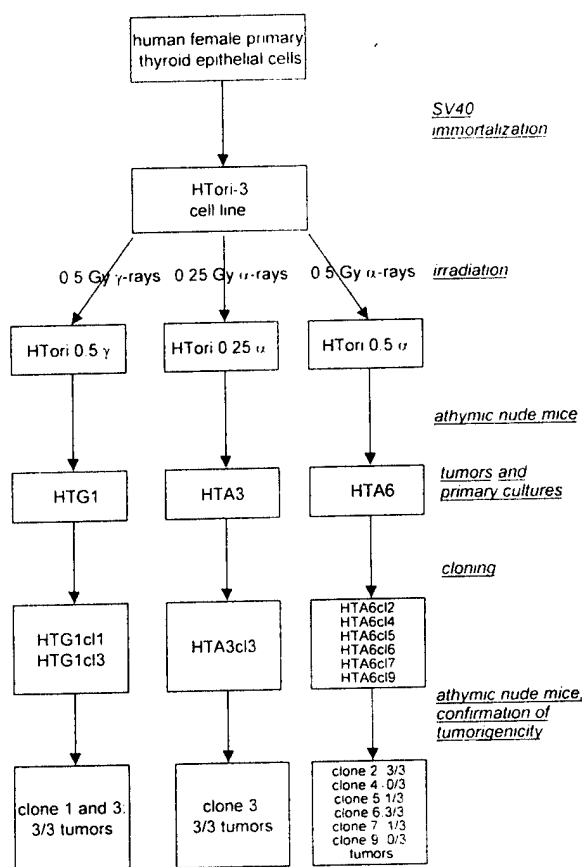 human female primary
thyroid epithelial cells
SV40
immortalization
HTori-3
cell line
0 5 Gy γ-rays
0 25 Gy α-rays
0 5 Gy α-rays
irradiation
HTori 0.5 γ
HTori 0 25 α
HTori 0.5 α
athymic nude mice
HTG1
HTA3
HTA6
tumors and
primary cultures
cloning
HTG1cl1
HTG1cl3
HTA3cl3
HTA6cl2
HTA6cl4
HTA6cl5
HTA6cl6
HTA6cl7
HTA6cl9
athymic nude mice,
confirmation of
tumorigenicity
clone 1 and 3:
3/3 tumors
clone 3
3/3 tumors
clone 2 3/3
clone 4. 0/3
clone 5 1/3
clone 6.3/3
clone 7 1/3
clone 9 0/3
tumors